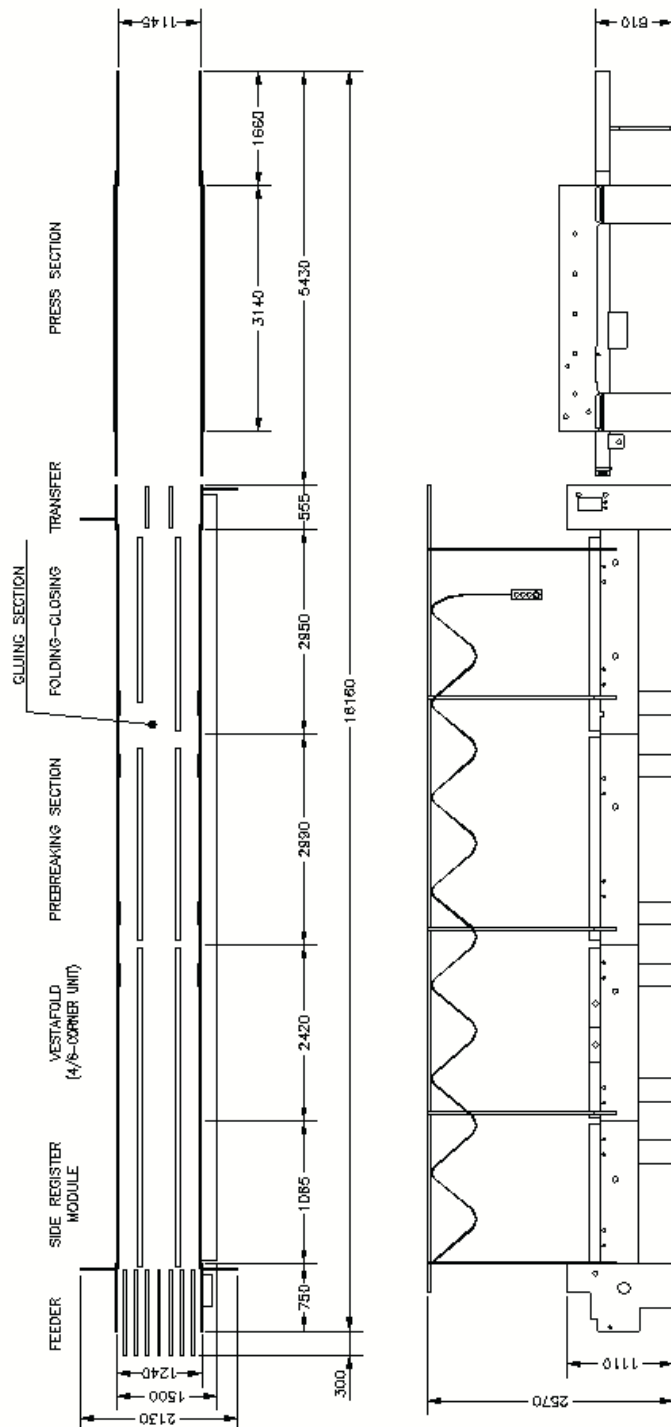 1145
810
1660
5430
3140
PRESS SECTION
TRANSFER
555
GLUING SECTION
FOLDING-CLOSING
2950
16160
PREBREAKING SECTION
2990
VESTAFOLD
(4/6-CORNER UNIT)
2420
SIDE REGISTER
MODULE
1065
FEEDER
750
300
1240
1500
2130
1110
2570